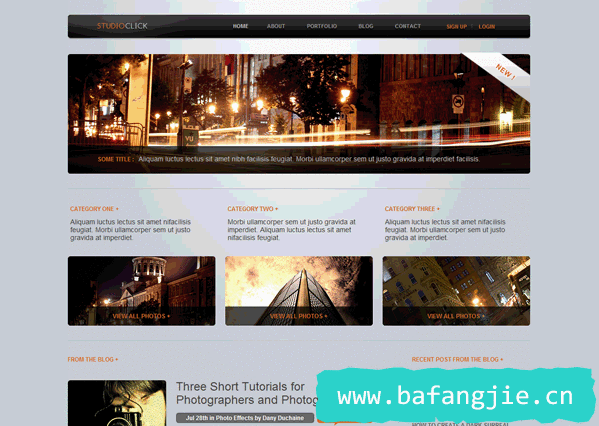 STUDIOCLICK HOME ABOUT PORTFOLIO BLOG CONTACT SIGN UP | LOGIN
NEW !
SOME TITLE : Aliquam luctus lectus sit amet nibh facilisis feugiat. Morbi ullamcorper sem ut justo gravida at imperdiet facilisis.
CATEGORY ONE +
Aliquam luctus lectus sit amet nifacilisis
feugiat. Morbi ullamcorper sem ut justo
gravida at imperdiet.
VIEW ALL PHOTOS +
CATEGORY TWO +
Morbi ullamcorper sem ut justo gravida at
imperdiet. Aliquam luctus lectus sit amet
nifacilisis feugiat.
VIEW ALL PHOTOS +
CATEGORY THREE +
Aliquam luctus lectus sit amet nifacilisis
feugiat. Morbi ullamcorper sem ut justo
gravida at imperdiet.
VIEW ALL PHOTOS +
FROM THE BLOG +
Three Short Tutorials for
Photographers and Photog
Jul 28th in Photo Effects by Dany Duchaine
RECENT POST FROM THE BLOG +
HOW TO CREATE A DARK, SURREAL
www.bafangjie.cn